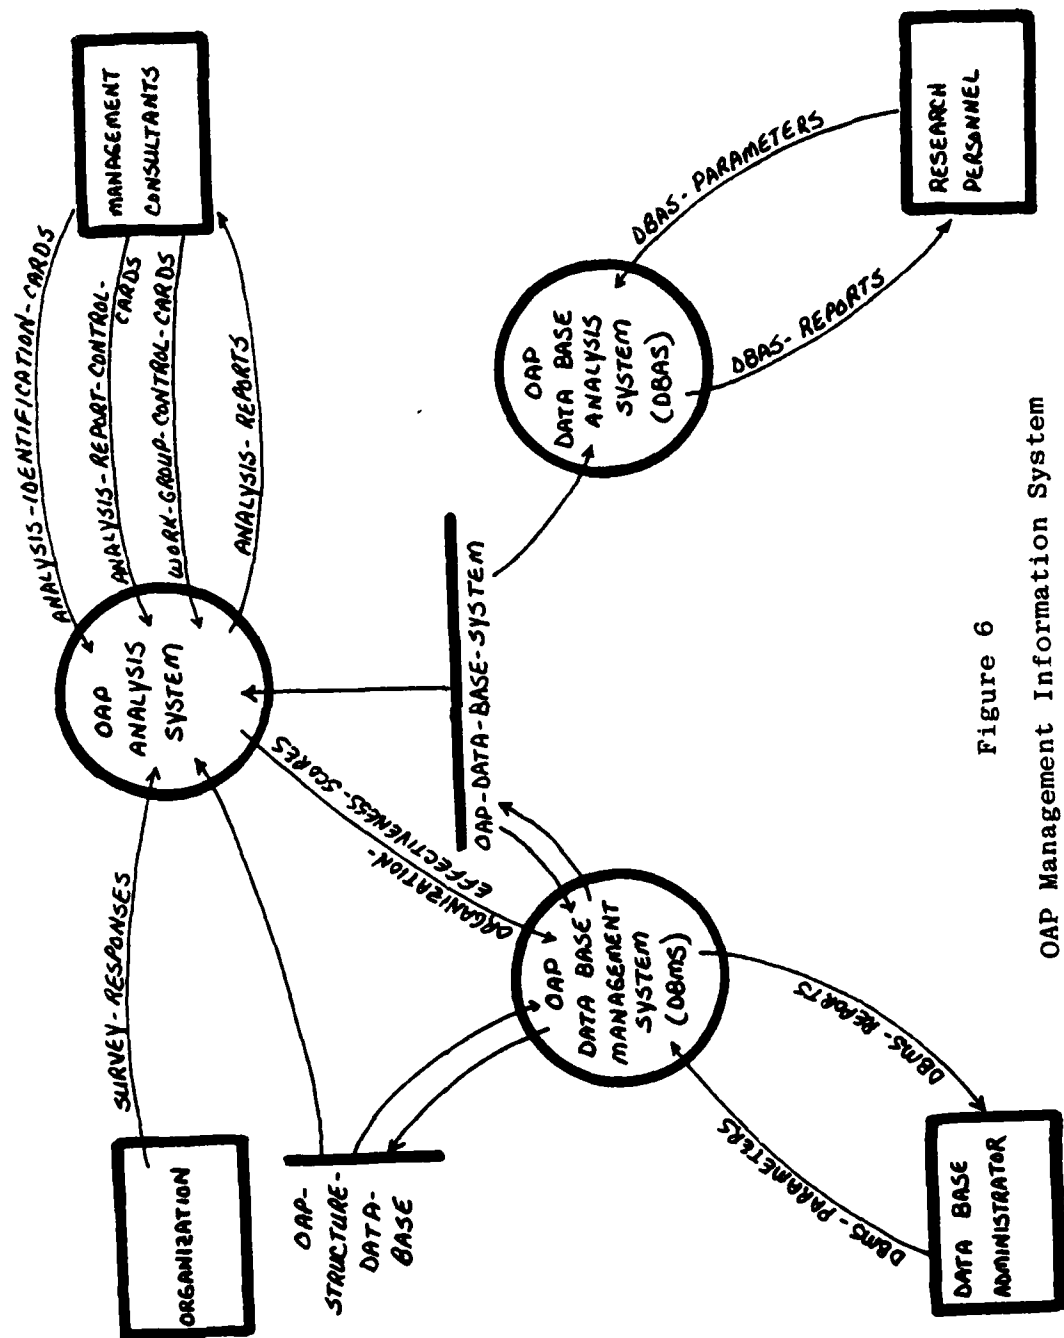 ORGANIZATION
SURVEY-RESPONSES
OAP
ANALYSIS
SYSTEM
ANALYSIS-IDENTIFICATION-CARDS
ANALYSIS-REPORT-CONTROL-
CARDS
WORK-GROUP-CONTROL-CARDS
ANALYSIS-REPORTS
MANAGEMENT
CONSULTANTS
OAP-
STRUCTURE-
DATA-
BASE
ORGANIZATION-
EFFECTIVENESS-SCORES
OAP-DATA-BASE-SYSTEM
OAP
DATA BASE
MANAGEMENT
SYSTEM
(DBMS)
OAP
DATA BASE
ANALYSIS
SYSTEM
(DBAS)
DBAS-PARAMETERS
DBAS-REPORTS
DBMS-PARAMETERS
DBMS-REPORTS
DATA BASE
ADMINISTRATOR
RESEARCH
PERSONNEL
Figure 6
OAP Management Information System